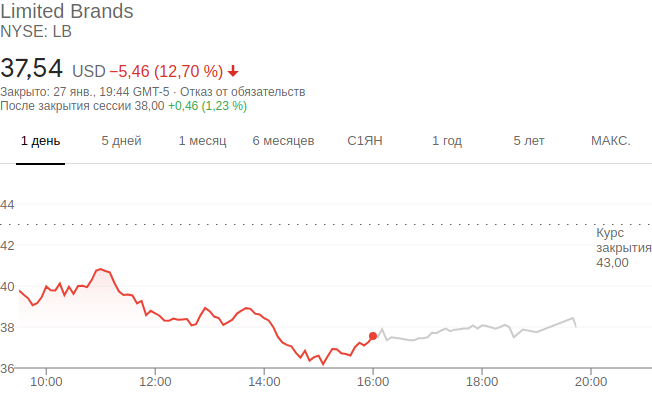 Limited Brands
NYSE: LB
37,54 USD −5,46 (12,70 %)
Закрыто: 27 янв., 19:44 GMT-5 · Отказ от обязательств
После закрытия сессии 38,00 +0,46 (1,23 %)
1 день 5 дней 1 месяц 6 месяцев С1ЯН 1 год 5 лет МАКС.
44
Курс
закрытия
43,00
42
40
38
36
10:00 12:00 14:00 16:00 18:00 20:00